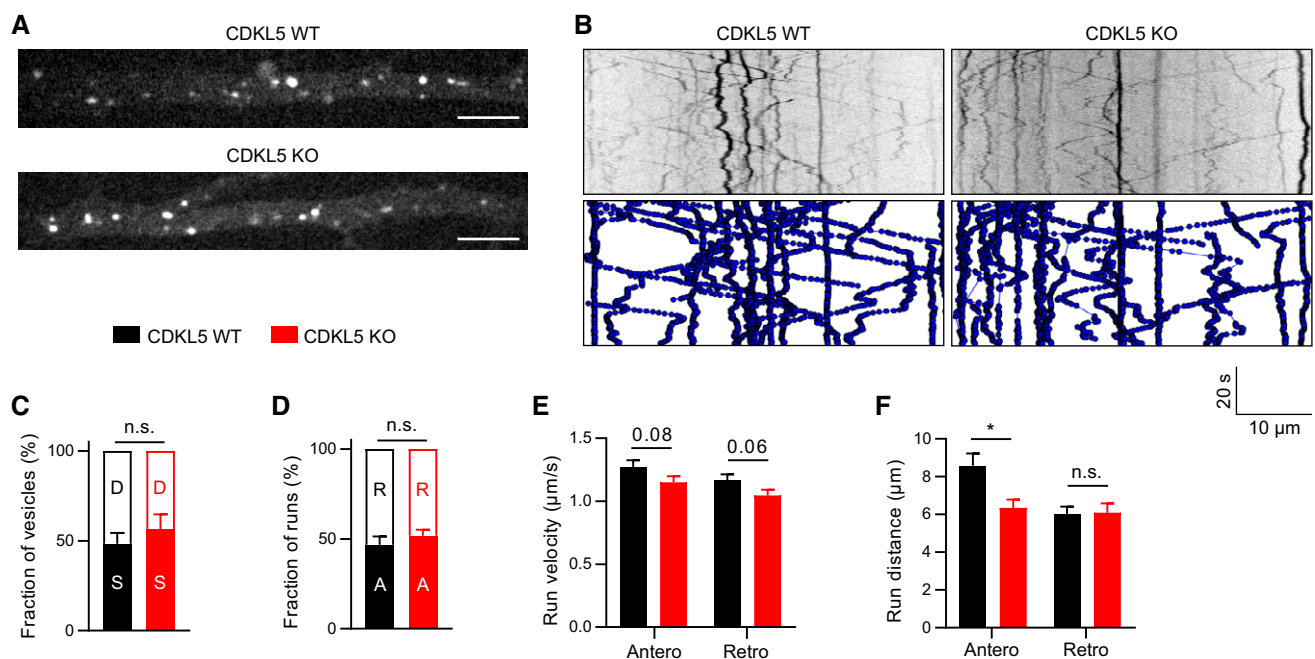 A
CDKL5 WT
CDKL5 KO
B
CDKL5 WT
CDKL5 KO
CDKL5 WT
CDKL5 KO
20 s
10 µm
C
n.s.
Fraction of vesicles (%)
100
50
0
D
D
S
S
D
n.s.
Fraction of runs (%)
100
50
0
R
R
A
A
E
Run velocity (µm/s)
1.5
1.0
0.5
0.0
0.08
0.06
Antero
Retro
F
Run distance (µm)
10
8
6
4
2
0
*
n.s.
Antero
Retro